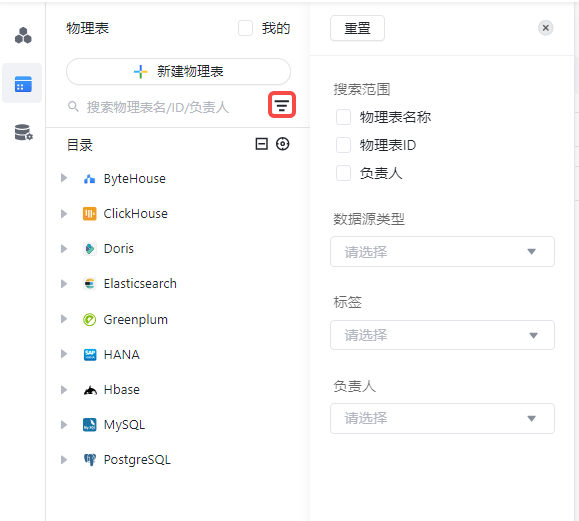 物理表
我的
新建物理表
搜索物理表名/ID/负责人
目录
ByteHouse
ClickHouse
Doris
Elasticsearch
Greenplum
HANA
Hbase
MySQL
PostgreSQL
重置
搜索范围
物理表名称
物理表ID
负责人
数据源类型
请选择
标签
请选择
负责人
请选择